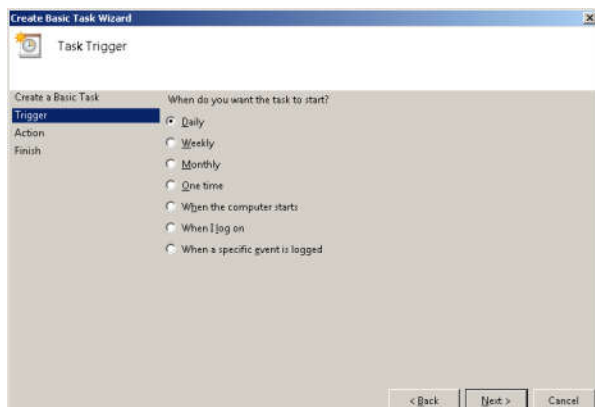 Create Basic Task Wizard
Task Trigger
Create a Basic Task
Trigger
Action
Finish
When do you want the task to start?
Daily
Weekly
Monthly
One time
When the computer starts
When I log on
When a specific event is logged
< Back
Next >
Cancel